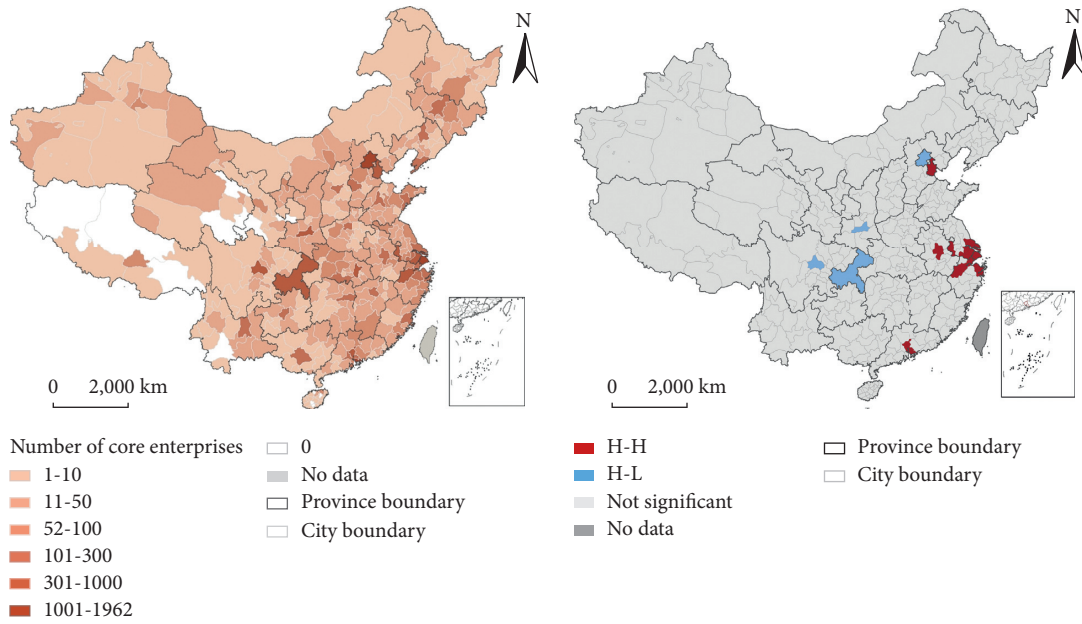 N
0 2,000 km
Number of core enterprises
1-10
11-50
52-100
101-300
301-1000
1001-1962
0
No data
Province boundary
City boundary
N
0 2,000 km
H-H
H-L
Not significant
No data
Province boundary
City boundary